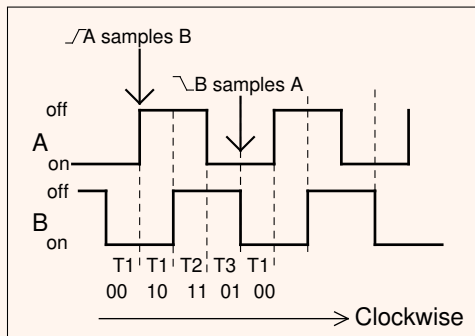 A samples B
B samples A
off
A
on
off
B
on
T1 T1 T2 T3 T1
00 10 11 01 00
Clockwise